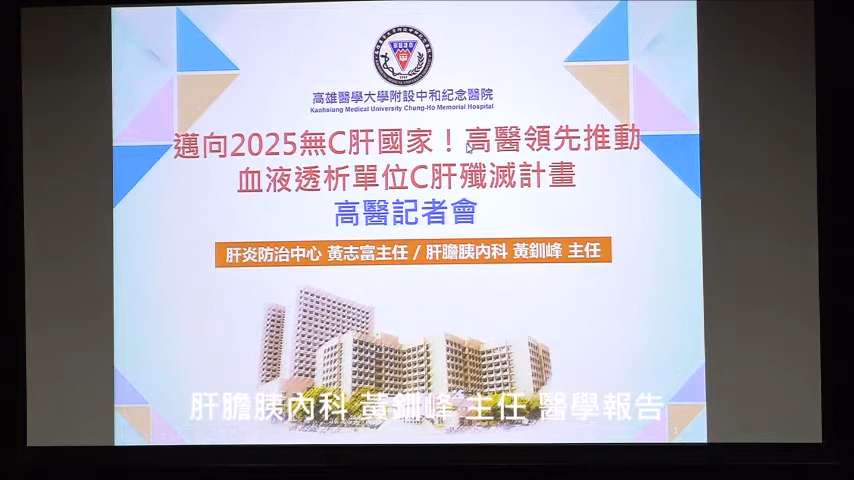 高雄醫學大學附設中和紀念醫院
Kaohsiung Medical University Chung-Ho Memorial Hospital
邁向2025無C肝國家！高醫領先推動
血液透析單位C肝殲滅計畫
高醫記者會
肝炎防治中心 黃志富主任 / 肝膽胰內科 黃釧峰 主任
肝膽胰內科 黃釧峰 主任 醫學報告
1